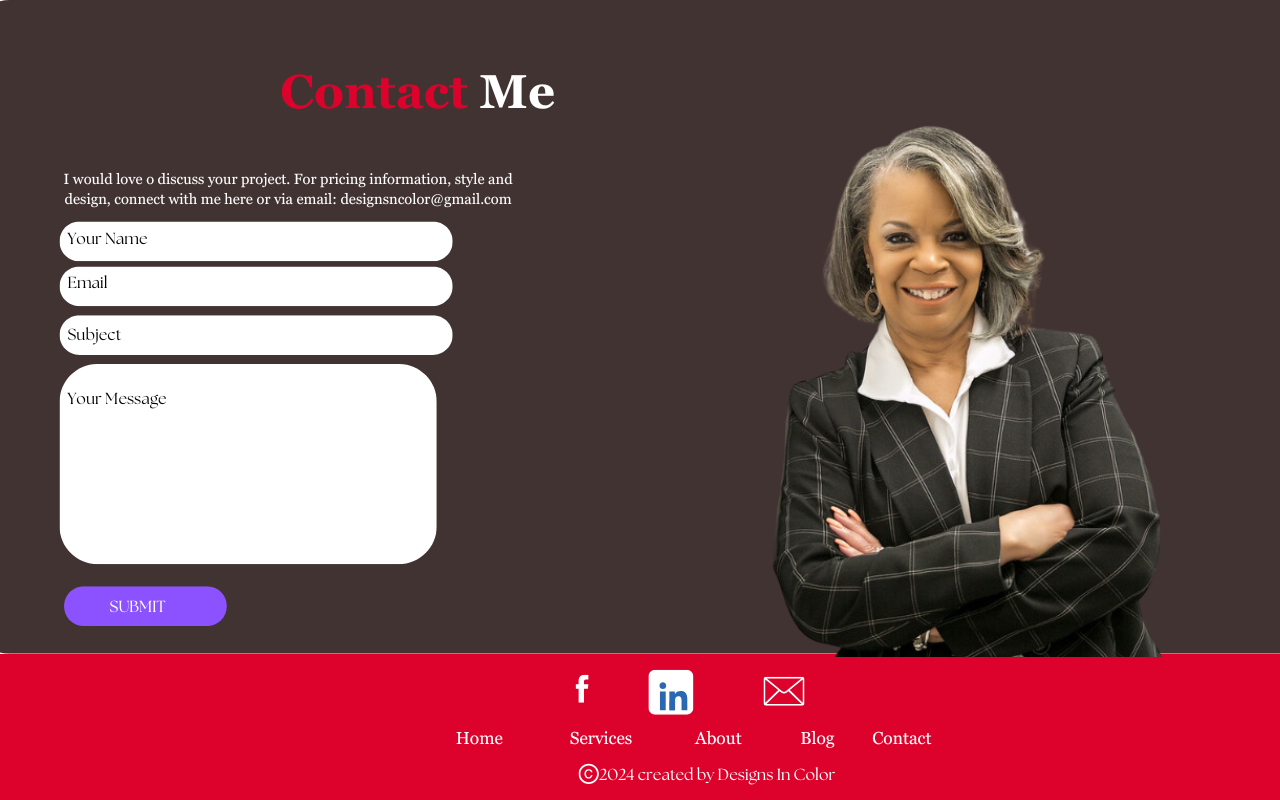 Contact Me
I would love o discuss your project. For pricing information, style and
design, connect with me here or via email: designsncolor@gmail.com
Your Name
Email
Subject
Your Message
SUBMIT
f in
Home Services About Blog Contact
©2024 created by Designs In Color